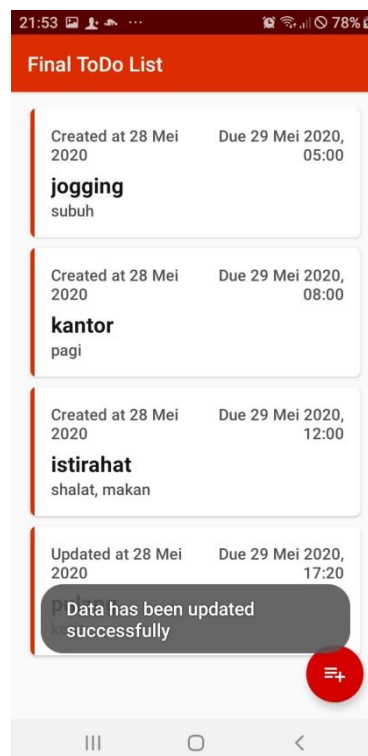 21:53 78%
Final ToDo List
Created at 28 Mei Due 29 Mei 2020,
2020 05:00
jogging
subuh
Created at 28 Mei Due 29 Mei 2020,
2020 08:00
kantor
pagi
Created at 28 Mei Due 29 Mei 2020,
2020 12:00
istirahat
shalat, makan
Updated at 28 Mei Due 29 Mei 2020,
2020 17:20
Data has been updated
successfully